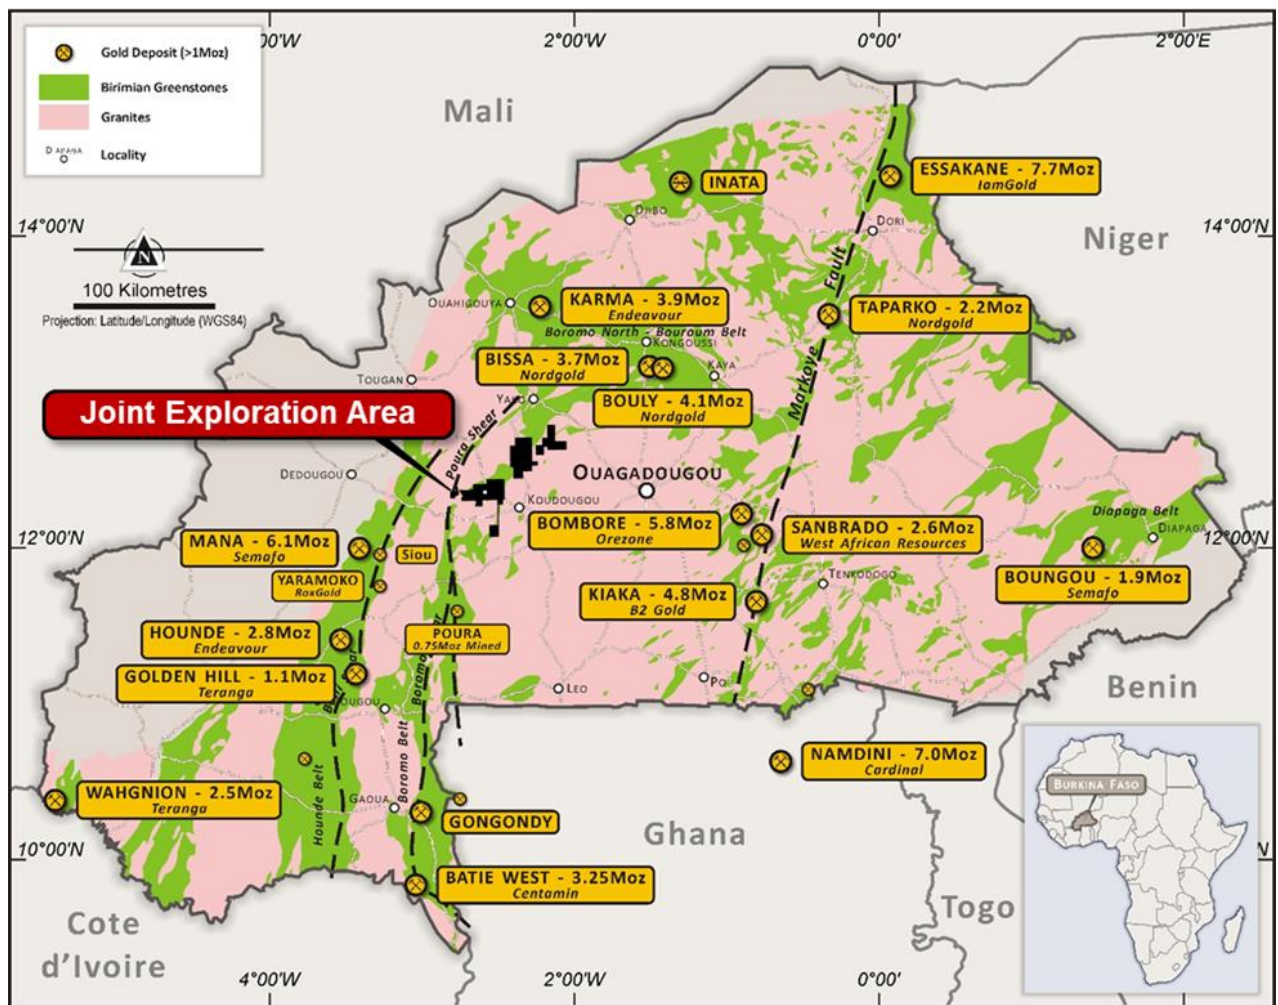 Gold Deposit (>1Moz)
Birimian Greenstones
Granites
DIAPAGA
Locality
2°00'W
0°00'
2°00'E
Mali
Niger
Benin
Togo
Ghana
Cote
d'Ivoire
14°00'N
14°00'N
12°00'N
12°00'N
10°00'N
4°00'W
2°00'W
0°00'
N
100 Kilometres
Projection: Latitude/Longitude (WGS84)
INATA
ESSAKANE - 7.7Moz
IamGold
DORI
OUAHIGOUYA
KARMA - 3.9Moz
Endeavour
Boromo North - Bouroum Belt
KONGOUSSI
TAPARKO - 2.2Moz
Nordgold
Markoye Fault
BISSA - 3.7Moz
Nordgold
KAYA
BOULY - 4.1Moz
Nordgold
TOUGAN
Joint Exploration Area
Poura Shear
DEDOUGOU
KOUDOUGOU
OUAGADOUGOU
BOMBORE - 5.8Moz
Orezone
SANBRADO - 2.6Moz
West African Resources
Diapaga Belt
DIAPAGA
BOUNGOU - 1.9Moz
Semafo
MANA - 6.1Moz
Semafo
Siou
YARAMOKO
RoxGold
TENKODOGO
KIAKA - 4.8Moz
B2 Gold
HOUNDE - 2.8Moz
Endeavour
POURA
0.75Moz Mined
GOLDEN HILL - 1.1Moz
Teranga
LEO
PO
NAMDINI - 7.0Moz
Cardinal
WAHGNION - 2.5Moz
Teranga
Hounde Belt
Boromo Belt
GAOUA
GONGONDY
BATIE WEST - 3.25Moz
Centamin
BURKINA FASO